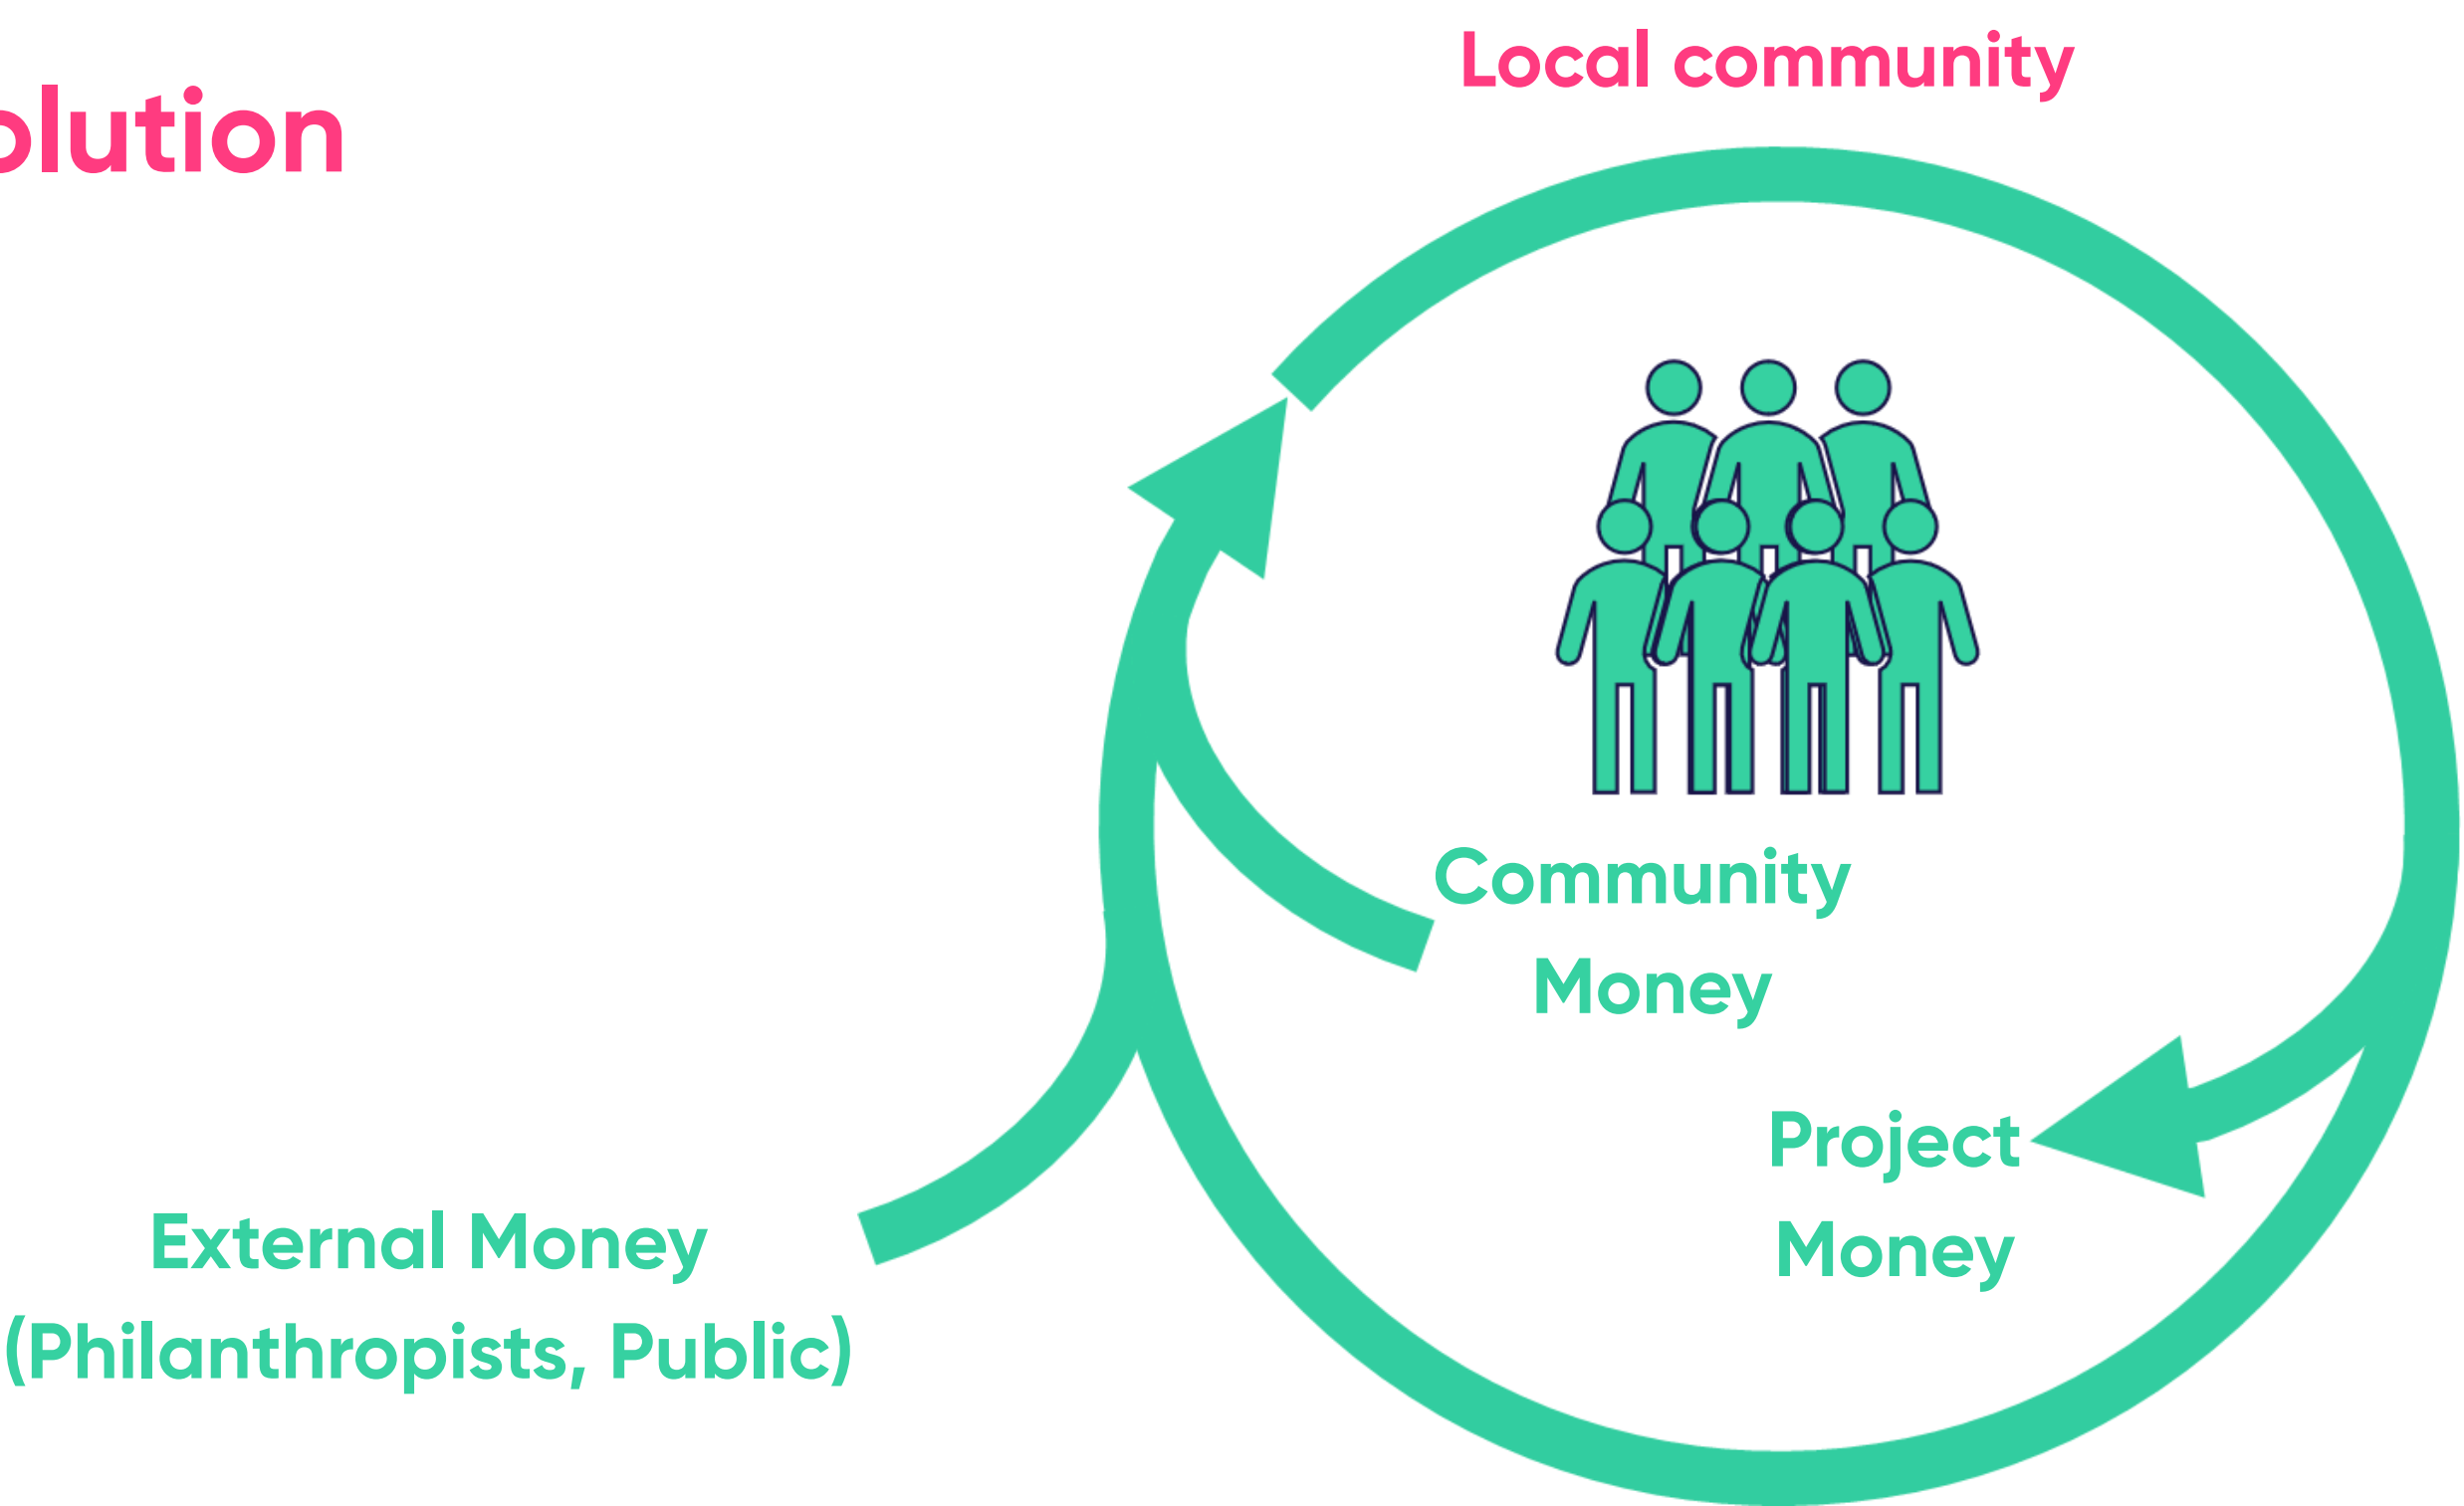 olution
Local community
Community
Money
Project
Money
External Money
(Philanthropists, Public)